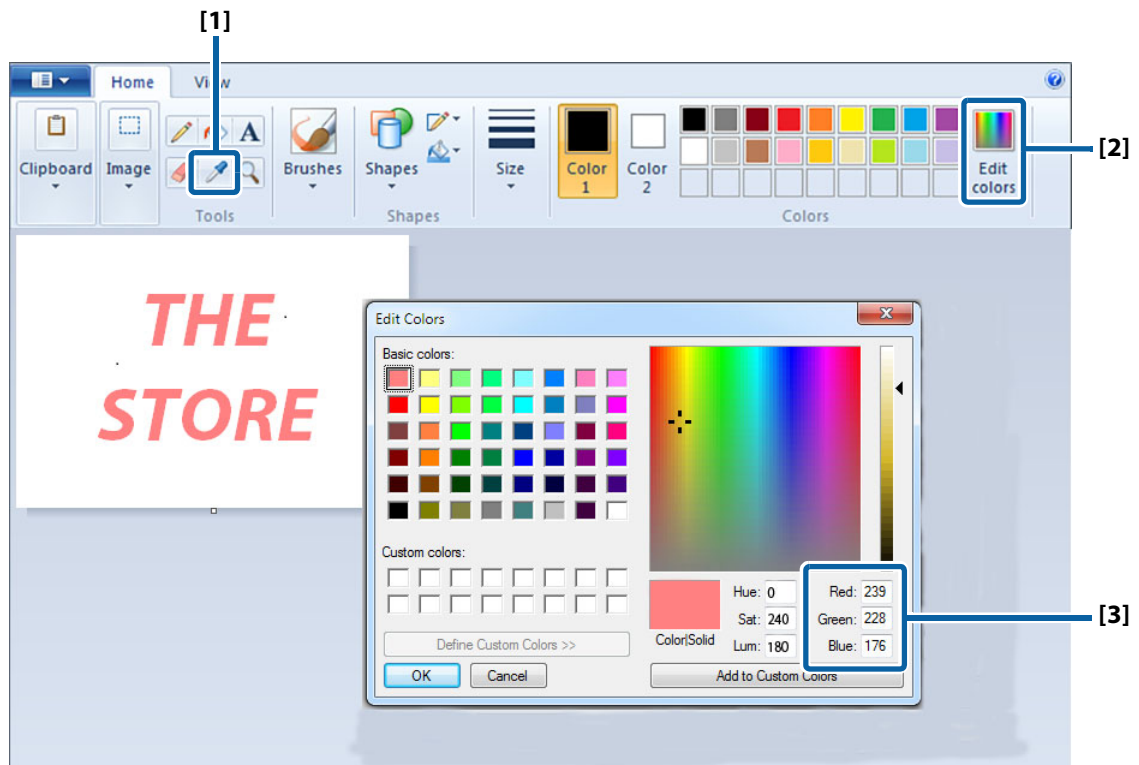 [1]
Home View
[2]
A
Clipboard Image Brushes Shapes Size Color 1 Color 2 Edit colors
Tools Shapes Colors
THE
STORE
Edit Colors
Basic colors:
Custom colors:
Define Custom Colors >>
OK Cancel
Color|Solid
Hue: 0 Red: 239
Sat: 240 Green: 228
Lum: 180 Blue: 176
Add to Custom Colors
[3]